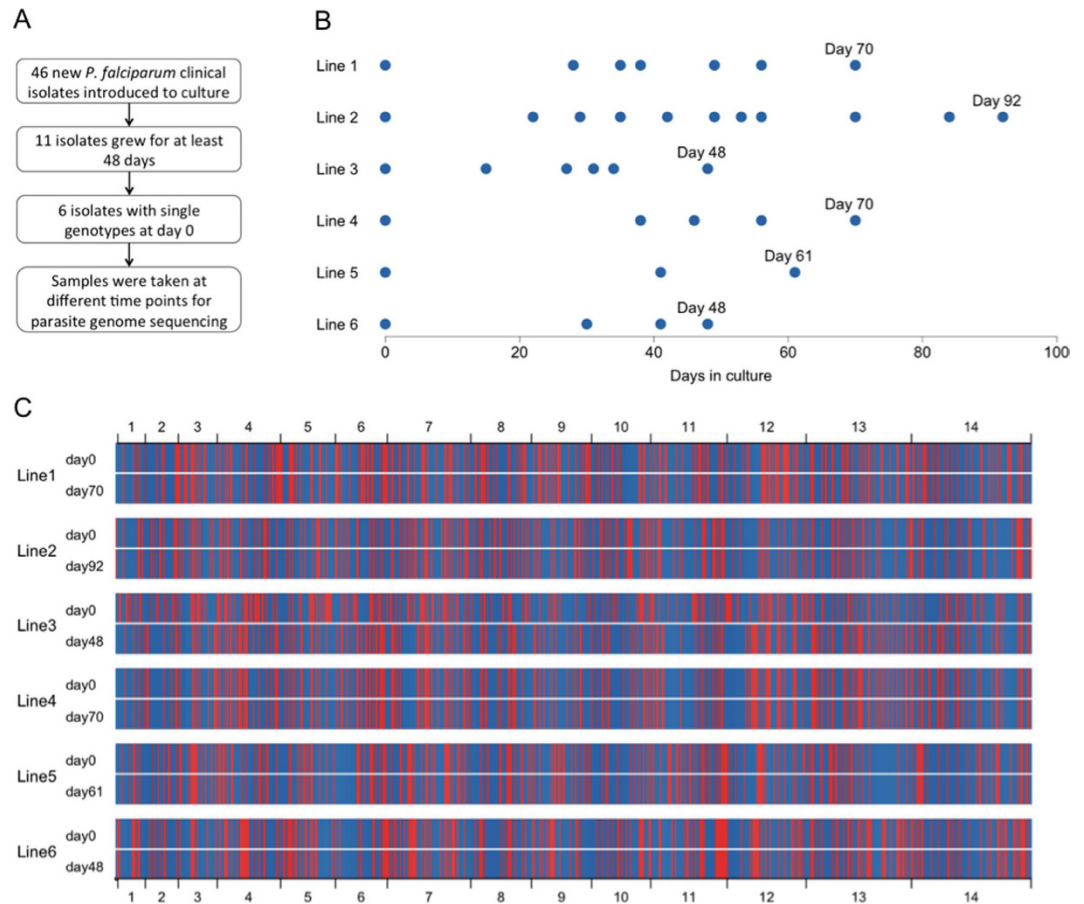 A
46 new P. falciparum clinical
isolates introduced to culture
11 isolates grew for at least
48 days
6 isolates with single
genotypes at day 0
Samples were taken at
different time points for
parasite genome sequencing
B
Line 1
Day 70
Line 2
Day 92
Line 3
Day 48
Line 4
Day 70
Line 5
Day 61
Line 6
Day 48
0 20 40 60 80 100
Days in culture
C
1 2 3 4 5 6 7 8 9 10 11 12 13 14
Line1
day0
day70
Line2
day0
day92
Line3
day0
day48
Line4
day0
day70
Line5
day0
day61
Line6
day0
day48
1 2 3 4 5 6 7 8 9 10 11 12 13 14